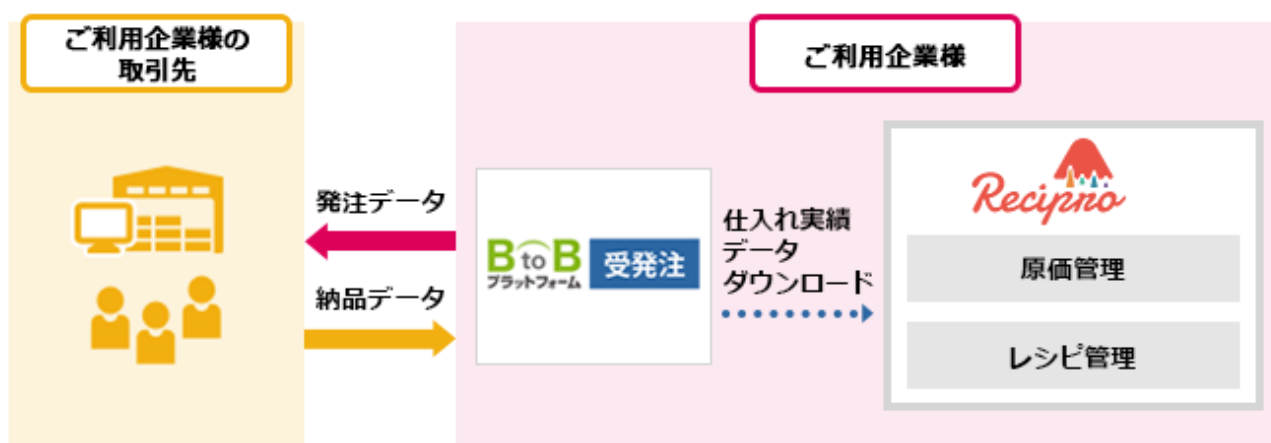 ご利用企業様の
取引先
ご利用企業様
発注データ
納品データ
BtoB
プラットフォーム
受発注
仕入れ実績
データ
ダウンロード
Recipro
原価管理
レシピ管理